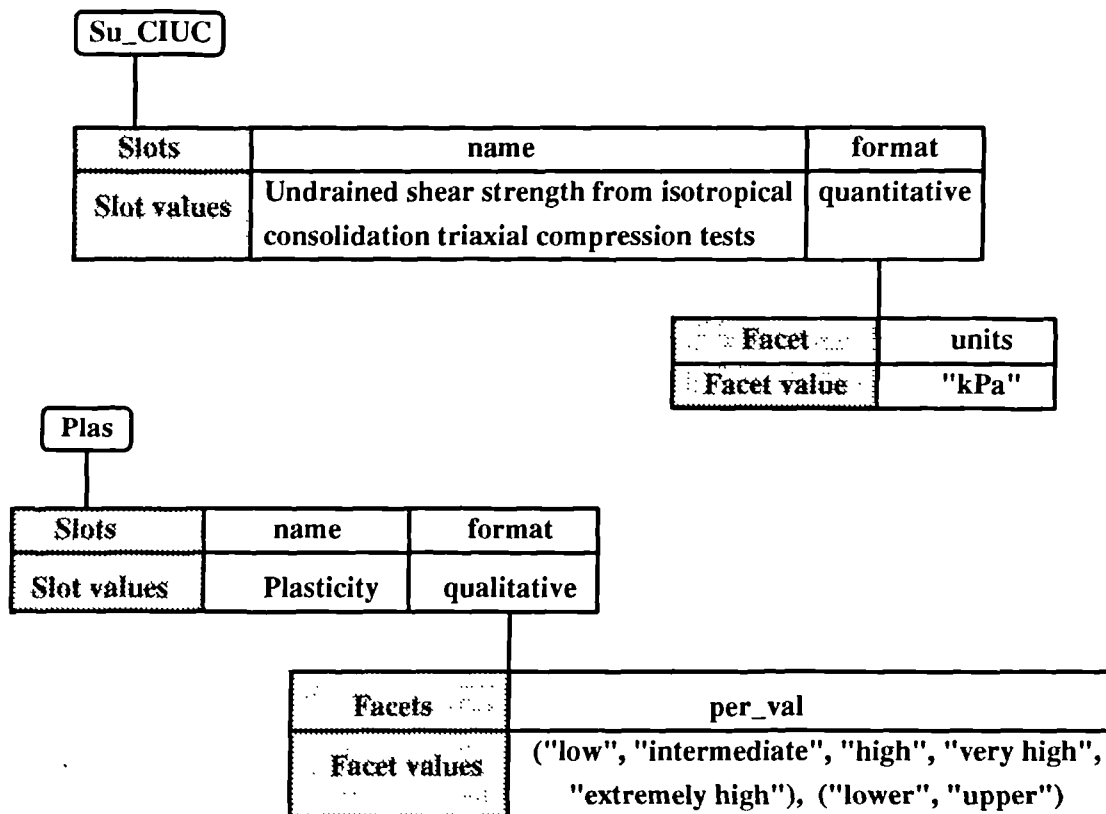 Su_CIUC
Slots name format
Slot values Undrained shear strength from isotropical quantitative
consolidation triaxial compression tests
Facet units
Facet value "kPa"
Plas
Slots name format
Slot values Plasticity qualitative
Facets per_val
Facet values ("low", "intermediate", "high", "very high",
"extremely high"), ("lower", "upper")